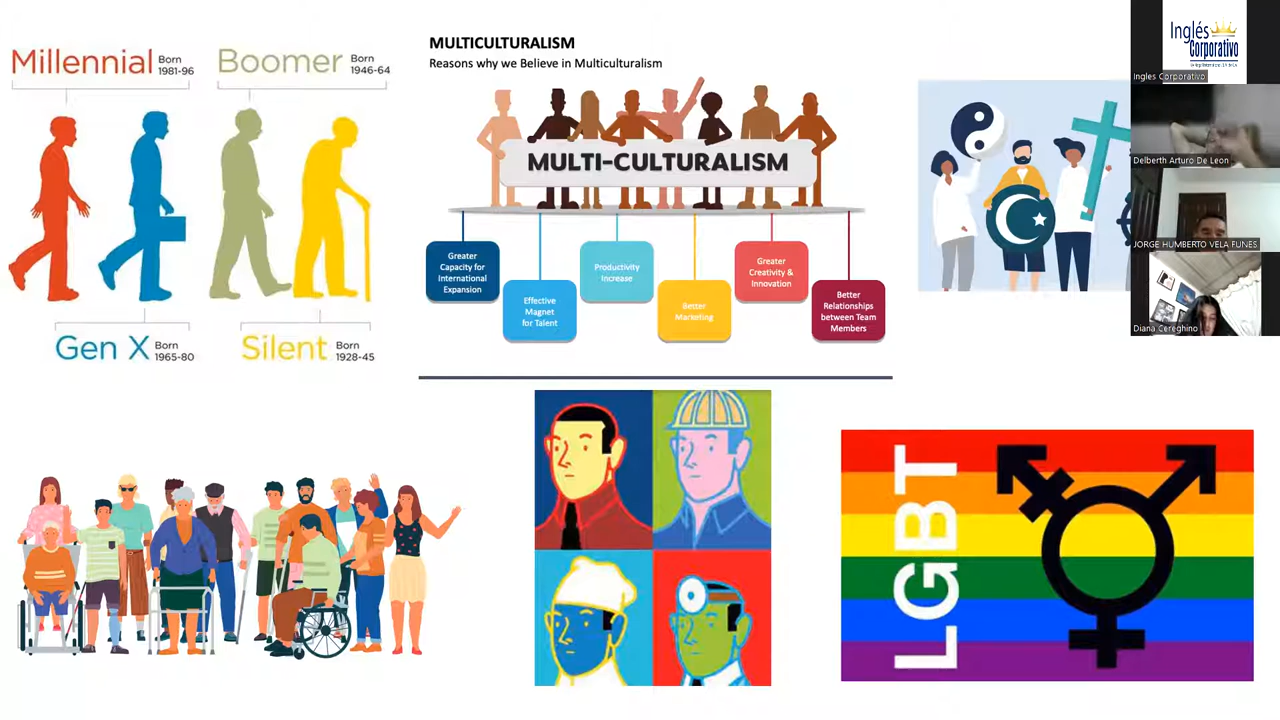 Millennial Born
1981-96
Boomer Born
1946-64
Gen X Born
1965-80
Silent Born
1928-45
MULTICULTURALISM
Reasons why we Believe in Multiculturalism
MULTI-CULTURALISM
Greater
Capacity for
International
Expansion
Effective
Magnet
for Talent
Productivity
Increase
Better
Marketing
Greater
Creativity &
Innovation
Better
Relationships
between Team
Members
LGBT
Inglés
Corporativo
Ingles Corporativo
Delberth Arturo De Leon
JORGE HUMBERTO VELA FUNES
Diana Cereghino